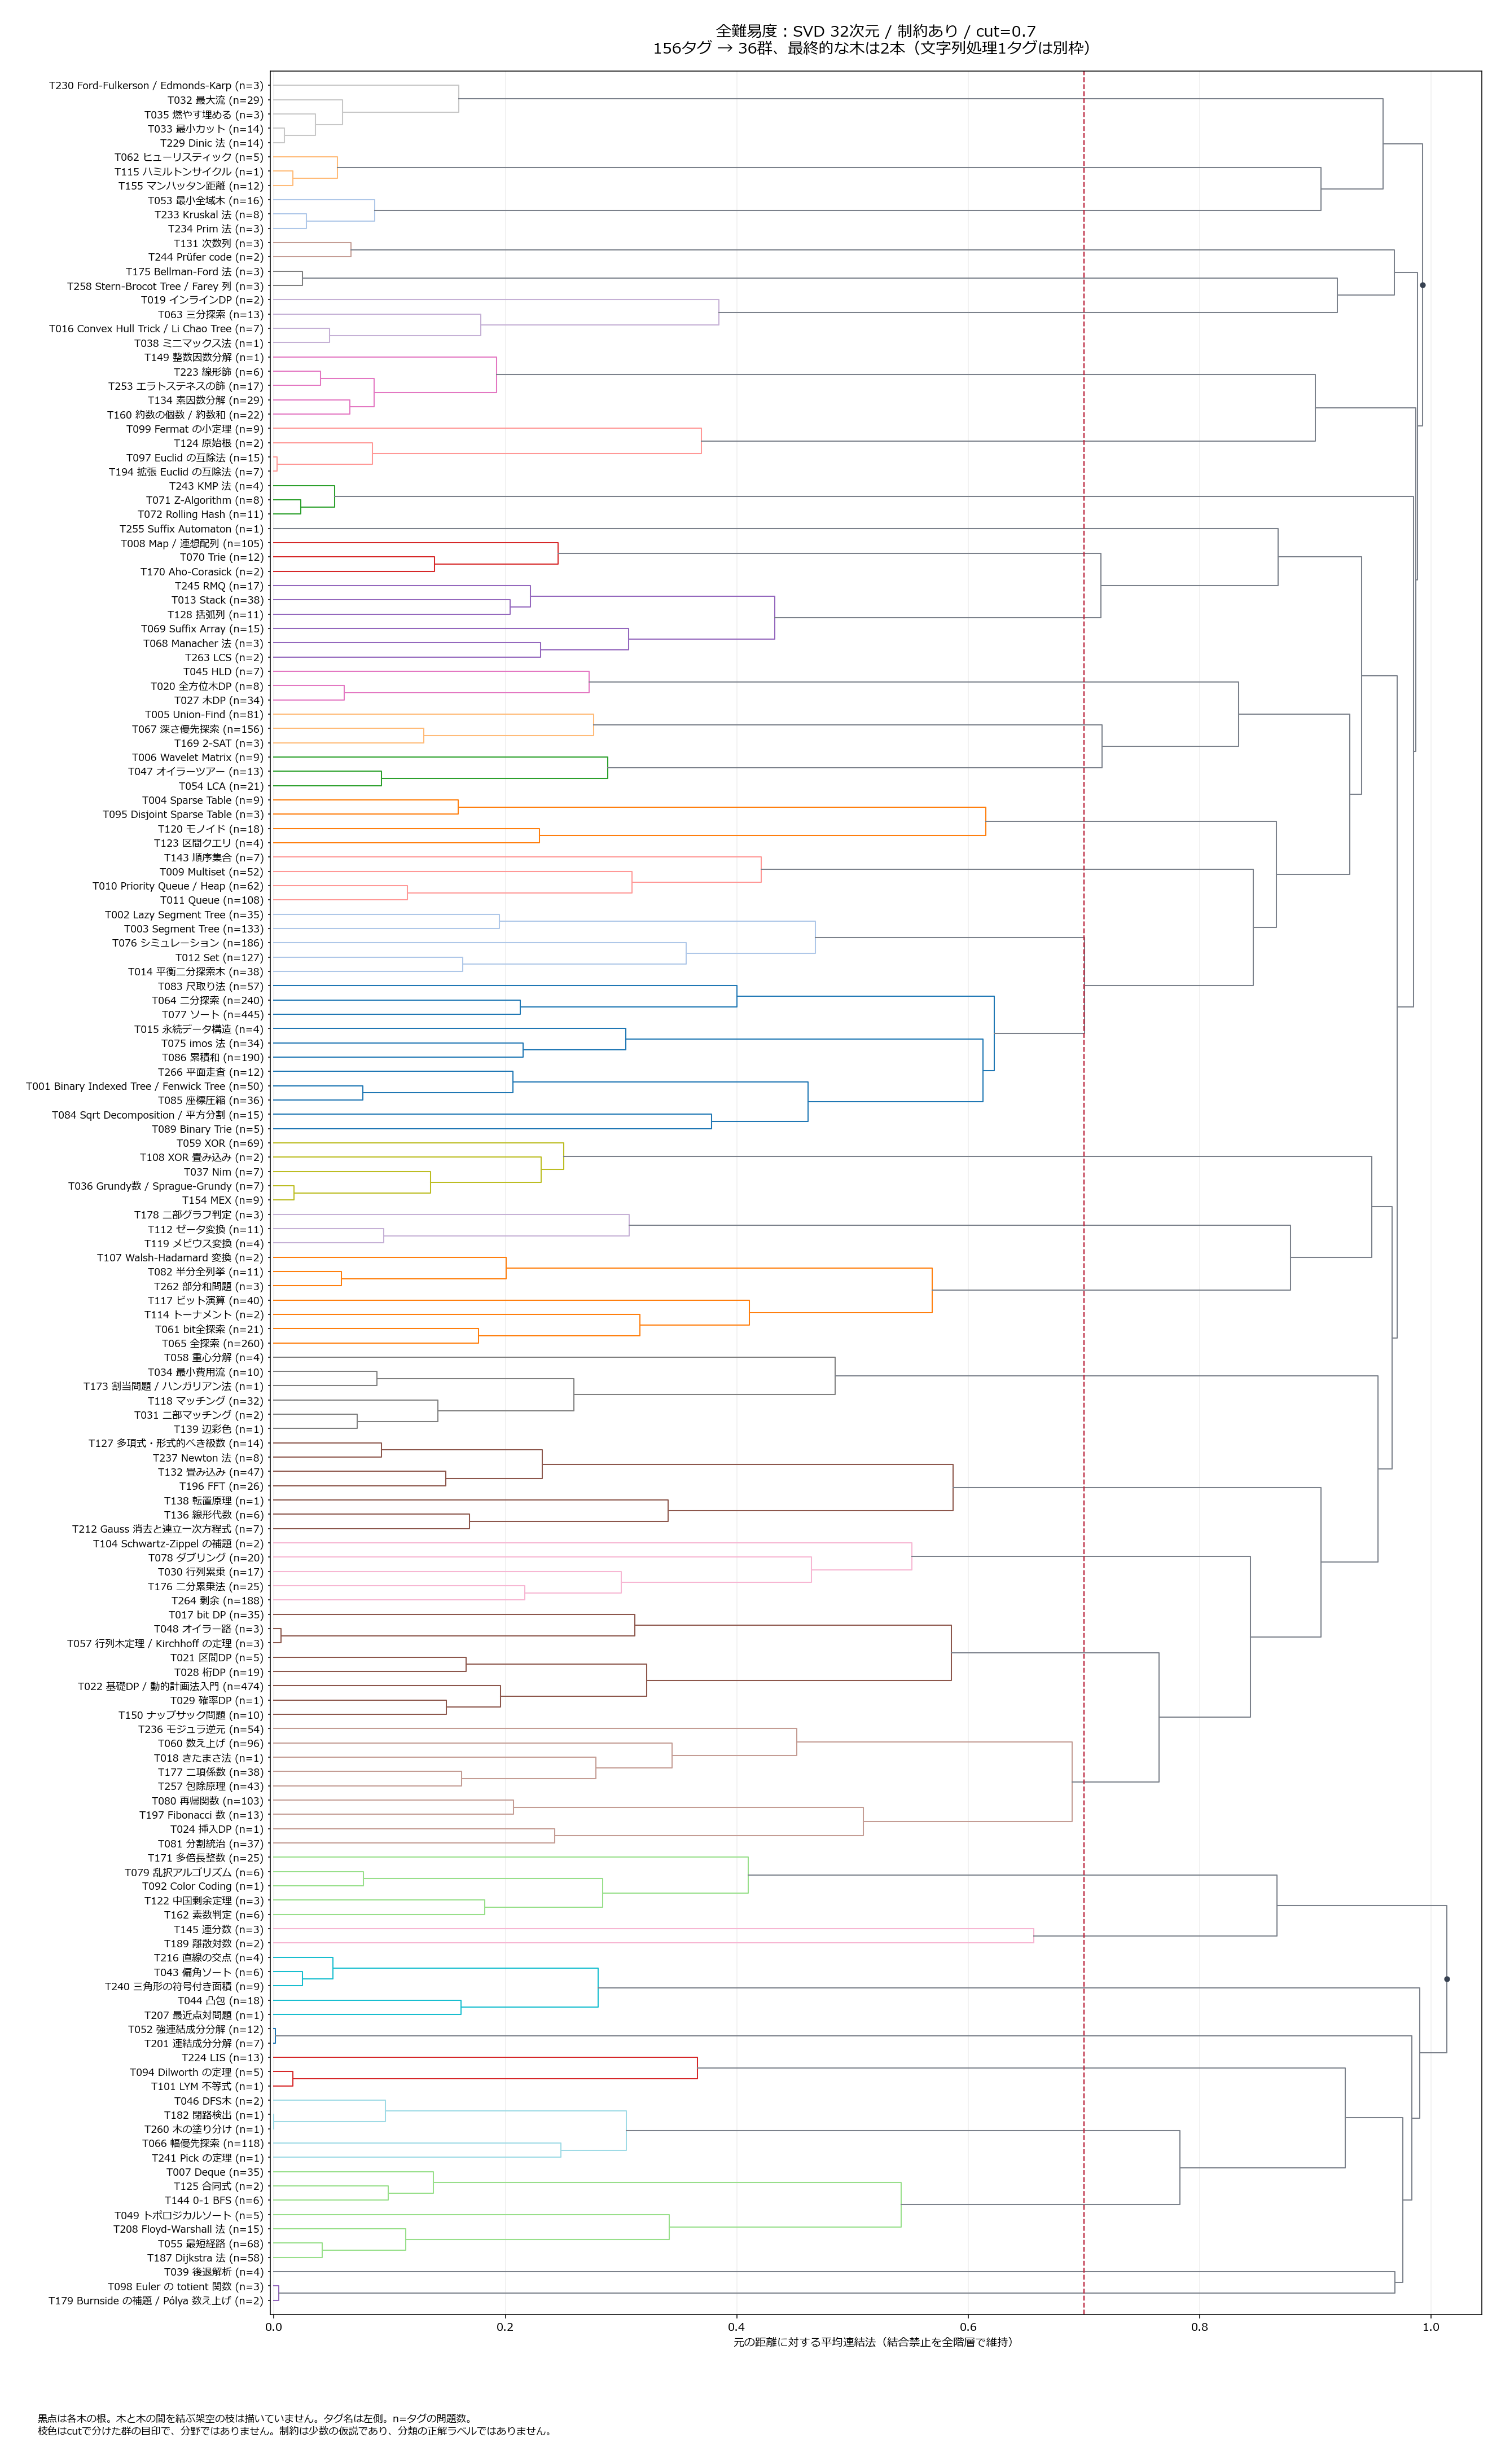 全難易度：SVD 32次元 / 制約あり / cut=0.7
156タグ → 36群、最終的な木は2本（文字列処理1タグは別枠）
T230 Ford-Fulkerson / Edmonds-Karp (n=3)
T032 最大流 (n=29)
T035 燃やす埋める (n=3)
T033 最小カット (n=14)
T229 Dinic 法 (n=14)
T062 ヒューリスティック (n=5)
T115 ハミルトンサイクル (n=1)
T155 マンハッタン距離 (n=12)
T053 最小全域木 (n=16)
T233 Kruskal 法 (n=8)
T234 Prim 法 (n=3)
T131 次数列 (n=3)
T244 Prüfer code (n=2)
T175 Bellman-Ford 法 (n=3)
T258 Stern-Brocot Tree / Farey 列 (n=3)
T019 インラインDP (n=2)
T063 三分探索 (n=13)
T016 Convex Hull Trick / Li Chao Tree (n=7)
T038 ミニマックス法 (n=1)
T149 整数因数分解 (n=1)
T223 線形篩 (n=6)
T253 エラトステネスの篩 (n=17)
T134 素因数分解 (n=29)
T160 約数の個数 / 約数和 (n=22)
T099 Fermat の小定理 (n=9)
T124 原始根 (n=2)
T097 Euclid の互除法 (n=15)
T194 拡張 Euclid の互除法 (n=7)
T243 KMP 法 (n=4)
T071 Z-Algorithm (n=8)
T072 Rolling Hash (n=11)
T255 Suffix Automaton (n=1)
T008 Map / 連想配列 (n=105)
T070 Trie (n=12)
T170 Aho-Corasick (n=2)
T245 RMQ (n=17)
T013 Stack (n=38)
T128 括弧列 (n=11)
T069 Suffix Array (n=15)
T068 Manacher 法 (n=3)
T263 LCS (n=2)
T045 HLD (n=7)
T020 全方位木DP (n=8)
T027 木DP (n=34)
T005 Union-Find (n=81)
T067 深さ優先探索 (n=156)
T169 2-SAT (n=3)
T006 Wavelet Matrix (n=9)
T047 オイラーツアー (n=13)
T054 LCA (n=21)
T004 Sparse Table (n=9)
T095 Disjoint Sparse Table (n=3)
T120 モノイド (n=18)
T123 区間クエリ (n=4)
T143 順序集合 (n=7)
T009 Multiset (n=52)
T010 Priority Queue / Heap (n=62)
T011 Queue (n=108)
T002 Lazy Segment Tree (n=35)
T003 Segment Tree (n=133)
T076 シミュレーション (n=186)
T012 Set (n=127)
T014 平衡二分探索木 (n=38)
T083 尺取り法 (n=57)
T064 二分探索 (n=240)
T077 ソート (n=445)
T015 永続データ構造 (n=4)
T075 imos 法 (n=34)
T086 累積和 (n=190)
T266 平面走査 (n=12)
T001 Binary Indexed Tree / Fenwick Tree (n=50)
T085 座標圧縮 (n=36)
T084 Sqrt Decomposition / 平方分割 (n=15)
T089 Binary Trie (n=5)
T059 XOR (n=69)
T108 XOR 畳み込み (n=2)
T037 Nim (n=7)
T036 Grundy数 / Sprague-Grundy (n=7)
T154 MEX (n=9)
T178 二部グラフ判定 (n=3)
T112 ゼータ変換 (n=11)
T119 メビウス変換 (n=4)
T107 Walsh-Hadamard 変換 (n=2)
T082 半分全列挙 (n=11)
T262 部分和問題 (n=3)
T117 ビット演算 (n=40)
T114 トーナメント (n=2)
T061 bit全探索 (n=21)
T065 全探索 (n=260)
T058 重心分解 (n=4)
T034 最小費用流 (n=10)
T173 割当問題 / ハンガリアン法 (n=1)
T118 マッチング (n=32)
T031 二部マッチング (n=2)
T139 辺彩色 (n=1)
T127 多項式・形式的べき級数 (n=14)
T237 Newton 法 (n=8)
T132 畳み込み (n=47)
T196 FFT (n=26)
T138 転置原理 (n=1)
T136 線形代数 (n=6)
T212 Gauss 消去と連立一次方程式 (n=7)
T104 Schwartz-Zippel の補題 (n=2)
T078 ダブリング (n=20)
T030 行列累乗 (n=17)
T176 二分累乗法 (n=25)
T264 剰余 (n=188)
T017 bit DP (n=35)
T048 オイラー路 (n=3)
T057 行列木定理 / Kirchhoff の定理 (n=3)
T021 区間DP (n=5)
T028 桁DP (n=19)
T022 基礎DP / 動的計画法入門 (n=474)
T029 確率DP (n=1)
T150 ナップサック問題 (n=10)
T236 モジュラ逆元 (n=54)
T060 数え上げ (n=96)
T018 きたまさ法 (n=1)
T177 二項係数 (n=38)
T257 包除原理 (n=43)
T080 再帰関数 (n=103)
T197 Fibonacci 数 (n=13)
T024 挿入DP (n=1)
T081 分割統治 (n=37)
T171 多倍長整数 (n=25)
T079 乱択アルゴリズム (n=6)
T092 Color Coding (n=1)
T122 中国剰余定理 (n=3)
T162 素数判定 (n=6)
T145 連分数 (n=3)
T189 離散対数 (n=2)
T216 直線の交点 (n=4)
T043 偏角ソート (n=6)
T240 三角形の符号付き面積 (n=9)
T044 凸包 (n=18)
T207 最近点対問題 (n=1)
T052 強連結成分分解 (n=12)
T201 連結成分分解 (n=7)
T224 LIS (n=13)
T094 Dilworth の定理 (n=5)
T101 LYM 不等式 (n=1)
T046 DFS木 (n=2)
T182 閉路検出 (n=1)
T260 木の塗り分け (n=1)
T066 幅優先探索 (n=118)
T241 Pick の定理 (n=1)
T007 Deque (n=35)
T125 合同式 (n=2)
T144 0-1 BFS (n=6)
T049 トポロジカルソート (n=5)
T208 Floyd-Warshall 法 (n=15)
T055 最短経路 (n=68)
T187 Dijkstra 法 (n=58)
T039 後退解析 (n=4)
T098 Euler の totient 関数 (n=3)
T179 Burnside の補題 / Pólya 数え上げ (n=2)
0.0 0.2 0.4 0.6 0.8 1.0
元の距離に対する平均連結法（結合禁止を全階層で維持）
黒点は各木の根。木と木の間を結ぶ架空の枝は描いていません。タグ名は左側。n=タグの問題数。
枝色はcutで分けた群の目印で、分野ではありません。制約は少数の仮説であり、分類の正解ラベルではありません。